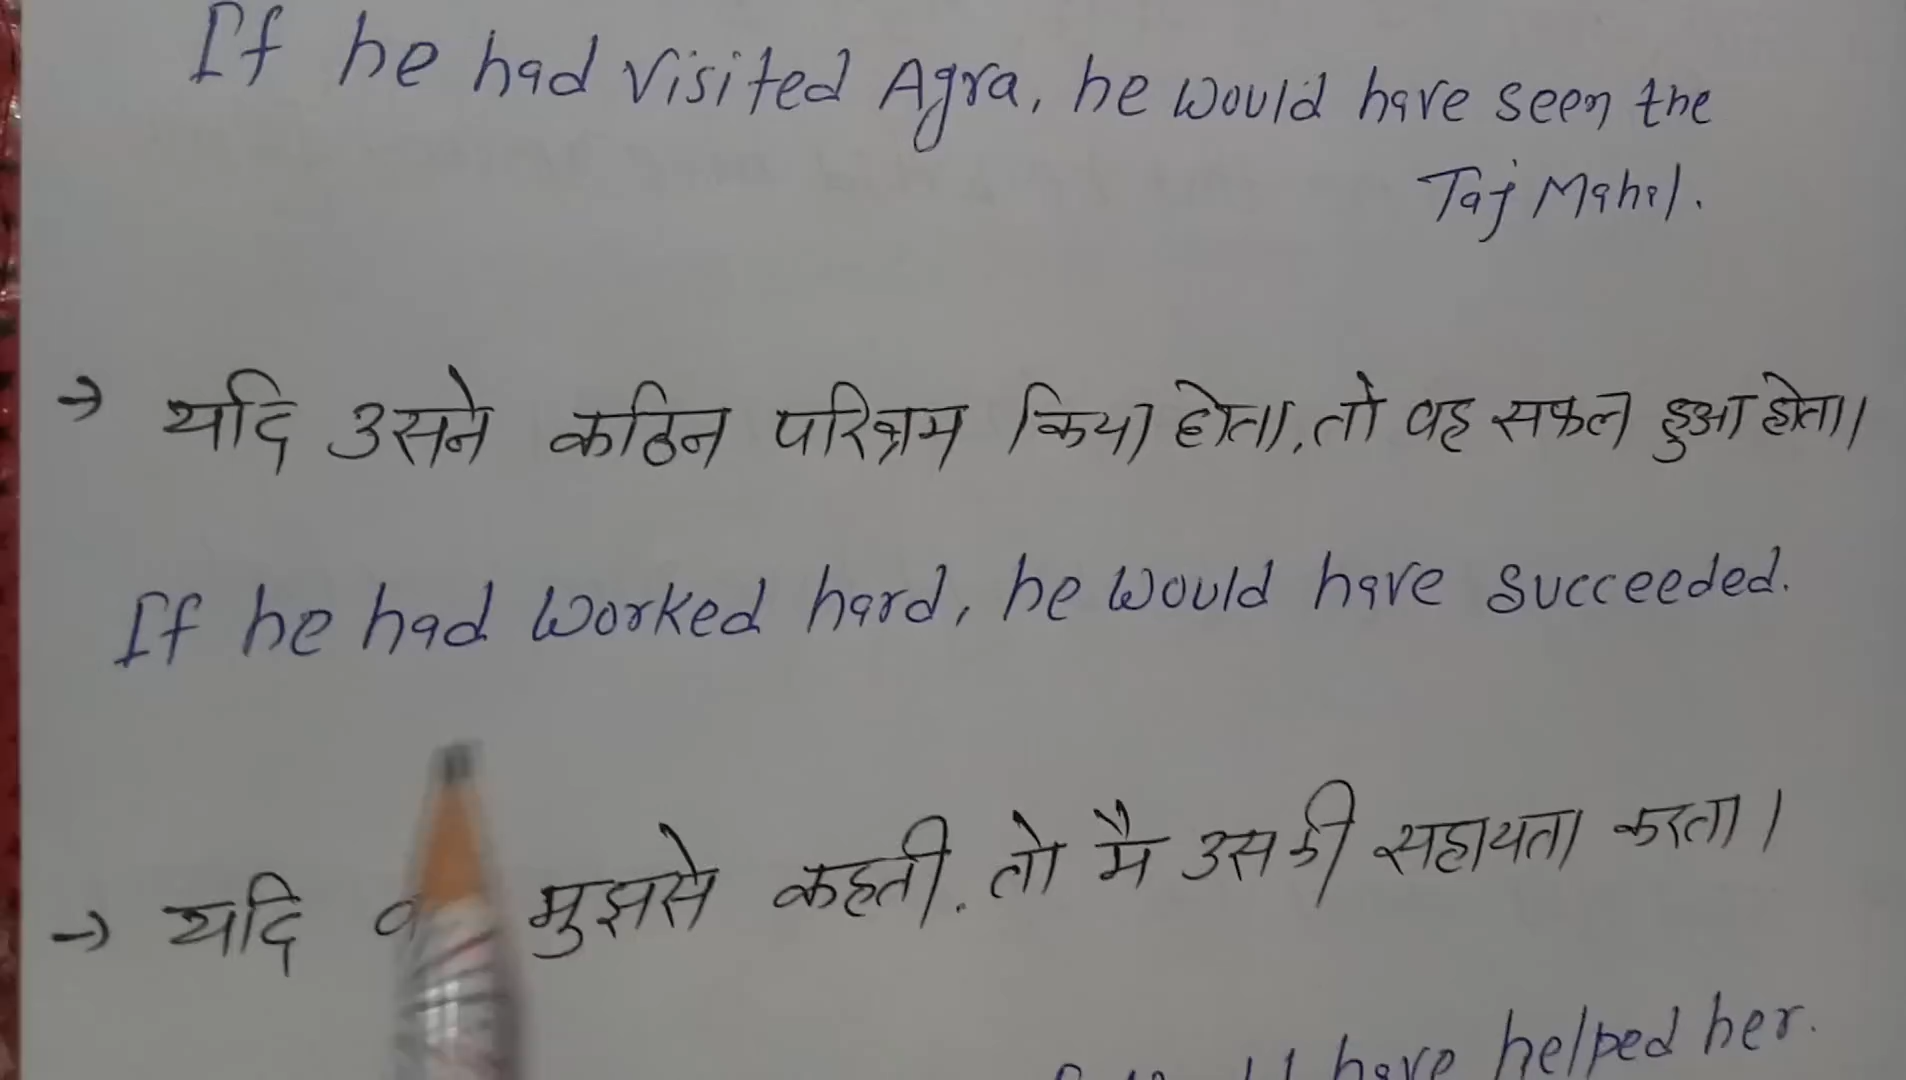 If he had visited Agra, he would have seen the
Taj Mahal.
→ यदि उसने कठिन परिश्रम किया होता, तो वह सफल हुआ होता।
If he had worked hard, he would have succeeded.
→ यदि मुझसे कहती, तो मै उसकी सहायता करता।
have helped her.